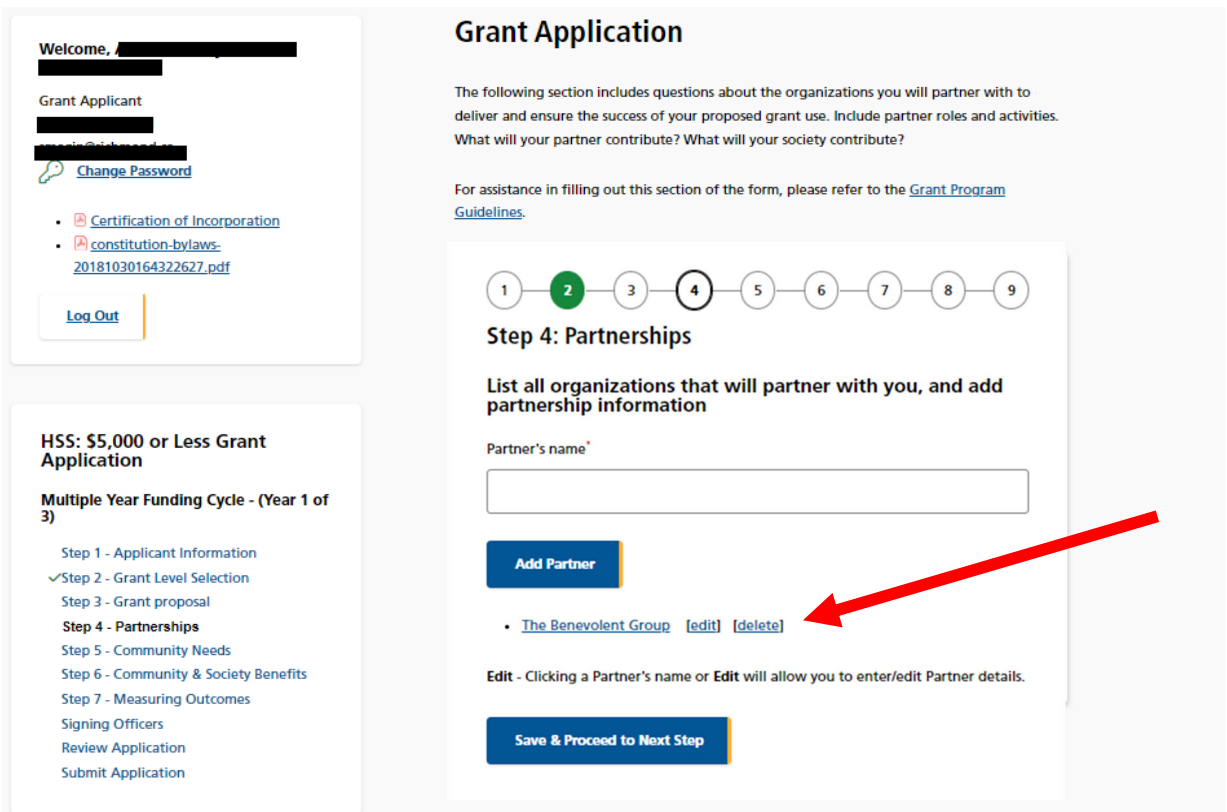 Welcome,
Grant Applicant
Change Password
Certification of Incorporation
constitution-bylaws-
20181030164322627.pdf
Log Out
HSS: $5,000 or Less Grant
Application
Multiple Year Funding Cycle - (Year 1 of
3)
Step 1 - Applicant Information
Step 2 - Grant Level Selection
Step 3 - Grant proposal
Step 4 - Partnerships
Step 5 - Community Needs
Step 6 - Community & Society Benefits
Step 7 - Measuring Outcomes
Signing Officers
Review Application
Submit Application
Grant Application
The following section includes questions about the organizations you will partner with to
deliver and ensure the success of your proposed grant use. Include partner roles and activities.
What will your partner contribute? What will your society contribute?
For assistance in filling out this section of the form, please refer to the Grant Program
Guidelines.
1 2 3 4 5 6 7 8 9
Step 4: Partnerships
List all organizations that will partner with you, and add
partnership information
Partner's name*
Add Partner
The Benevolent Group [edit] [delete]
Edit - Clicking a Partner's name or Edit will allow you to enter/edit Partner details.
Save & Proceed to Next Step